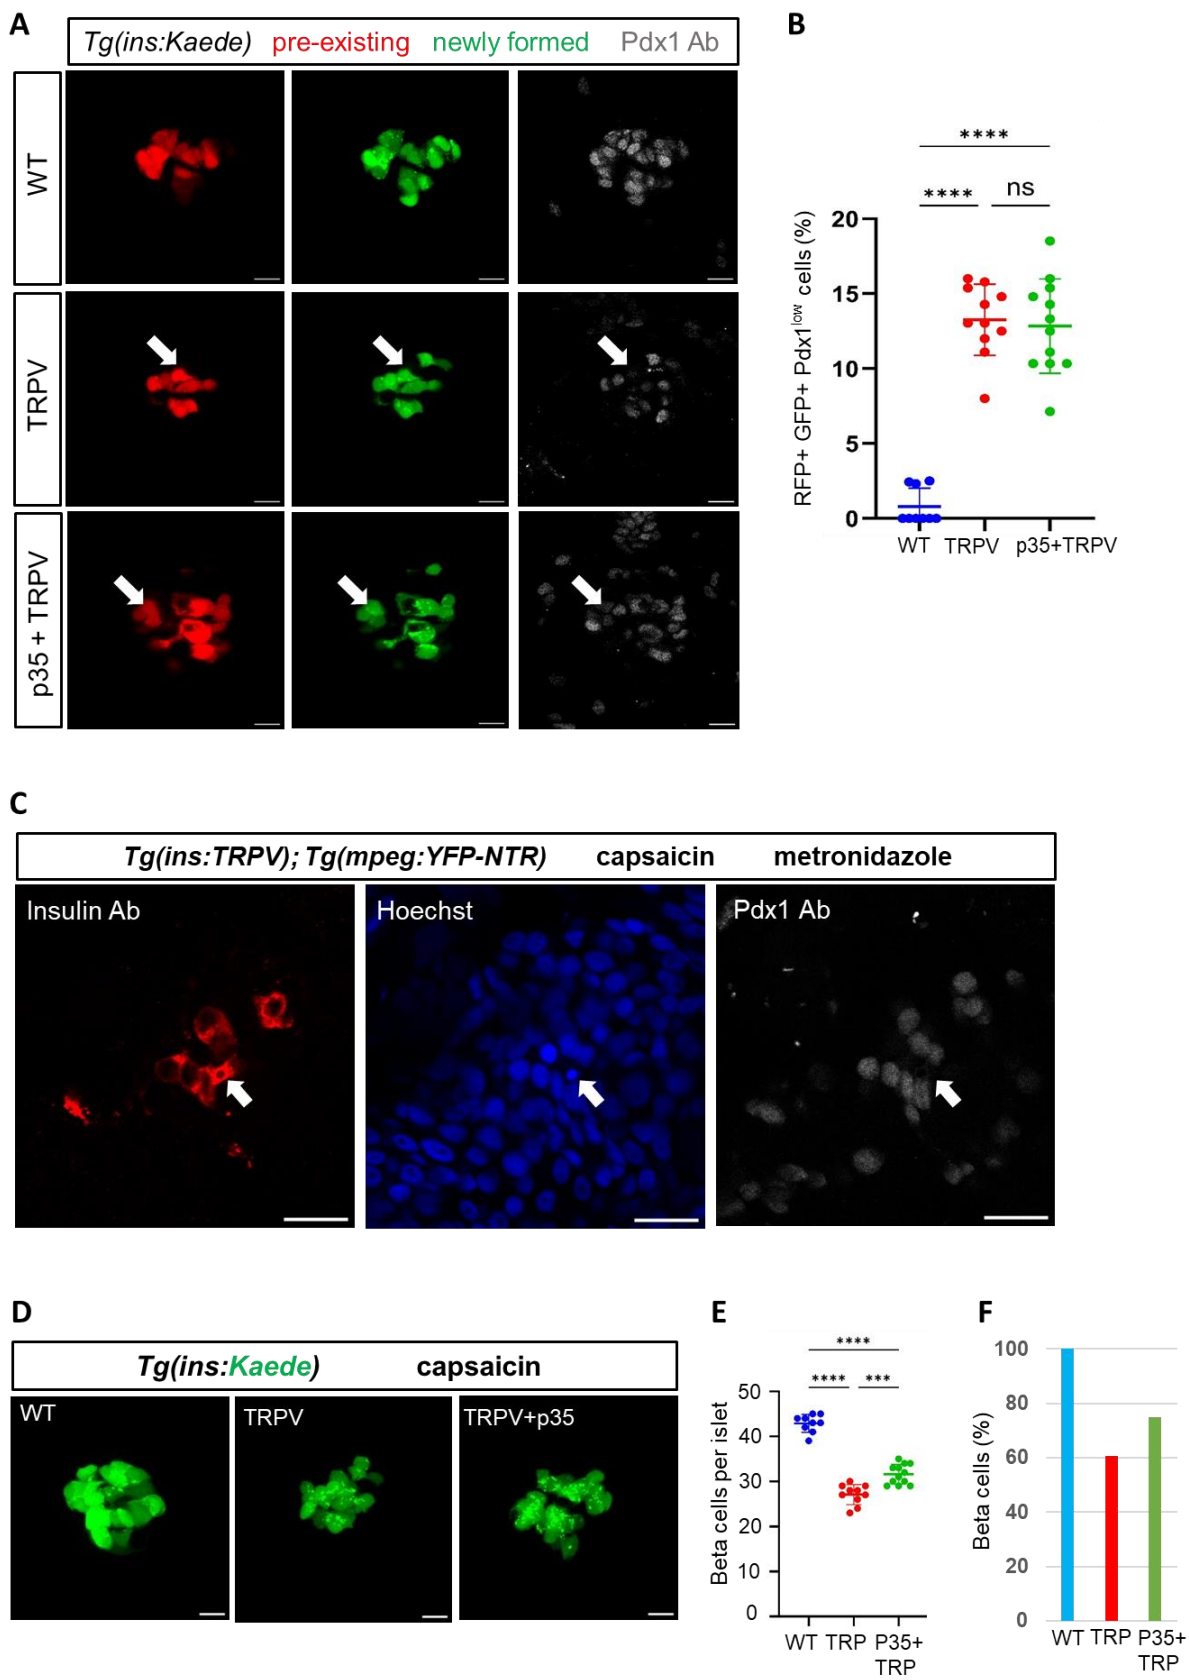 A
Tg(ins:Kaede) pre-existing newly formed Pdx1 Ab
WT
TRPV
p35 + TRPV
B
****
**** ns
RFP+ GFP+ Pdx1low cells (%)
20
15
10
5
0
WT TRPV p35+TRPV
C
Tg(ins:TRPV); Tg(mpeg:YFP-NTR) capsaicin metronidazole
Insulin Ab Hoechst Pdx1 Ab
D
Tg(ins:Kaede) capsaicin
WT TRPV TRPV+p35
E
****
**** ***
Beta cells per islet
50
40
30
20
10
0
WT TRP P35+
TRP
F
Beta cells (%)
100
80
60
40
20
0
WT TRP P35+
TRP